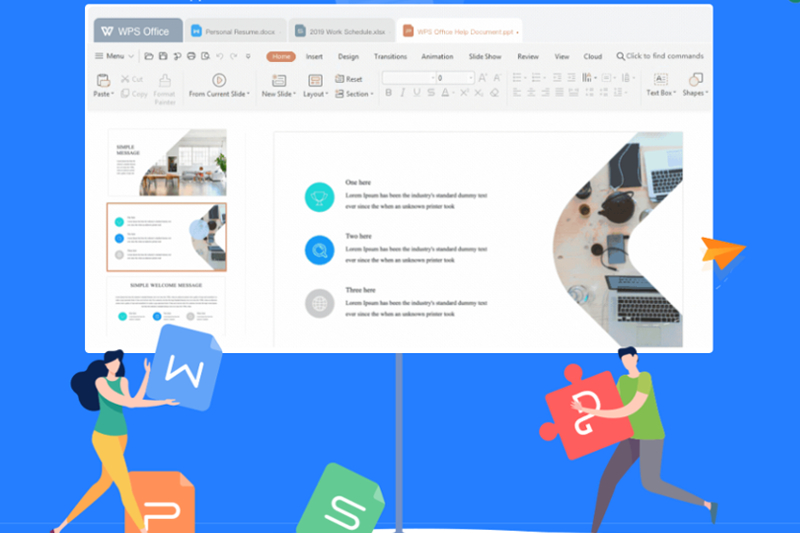 WPS Office
Personal Resume.docx
2019 Work Schedule.xlsx
WPS Office Help Document.ppt
Menu
Home Insert Design Transitions Animation Slide Show Review View Cloud Click to find commands
Paste
Cut
Copy
Format
Painter
From Current Slide
New Slide
Layout
Reset
Section
0
B I U S A X² X₂
Text Box
Shapes
SIMPLE
MESSAGE
One here
Lorem Ipsum has been the industry's standard dummy text
ever since the when an unknown printer took
Two here
Lorem Ipsum has been the industry's standard dummy text
ever since the when an unknown printer took
Three here
Lorem Ipsum has been the industry's standard dummy text
ever since the when an unknown printer took
SIMPLE WELCOME MESSAGE
W
P
S